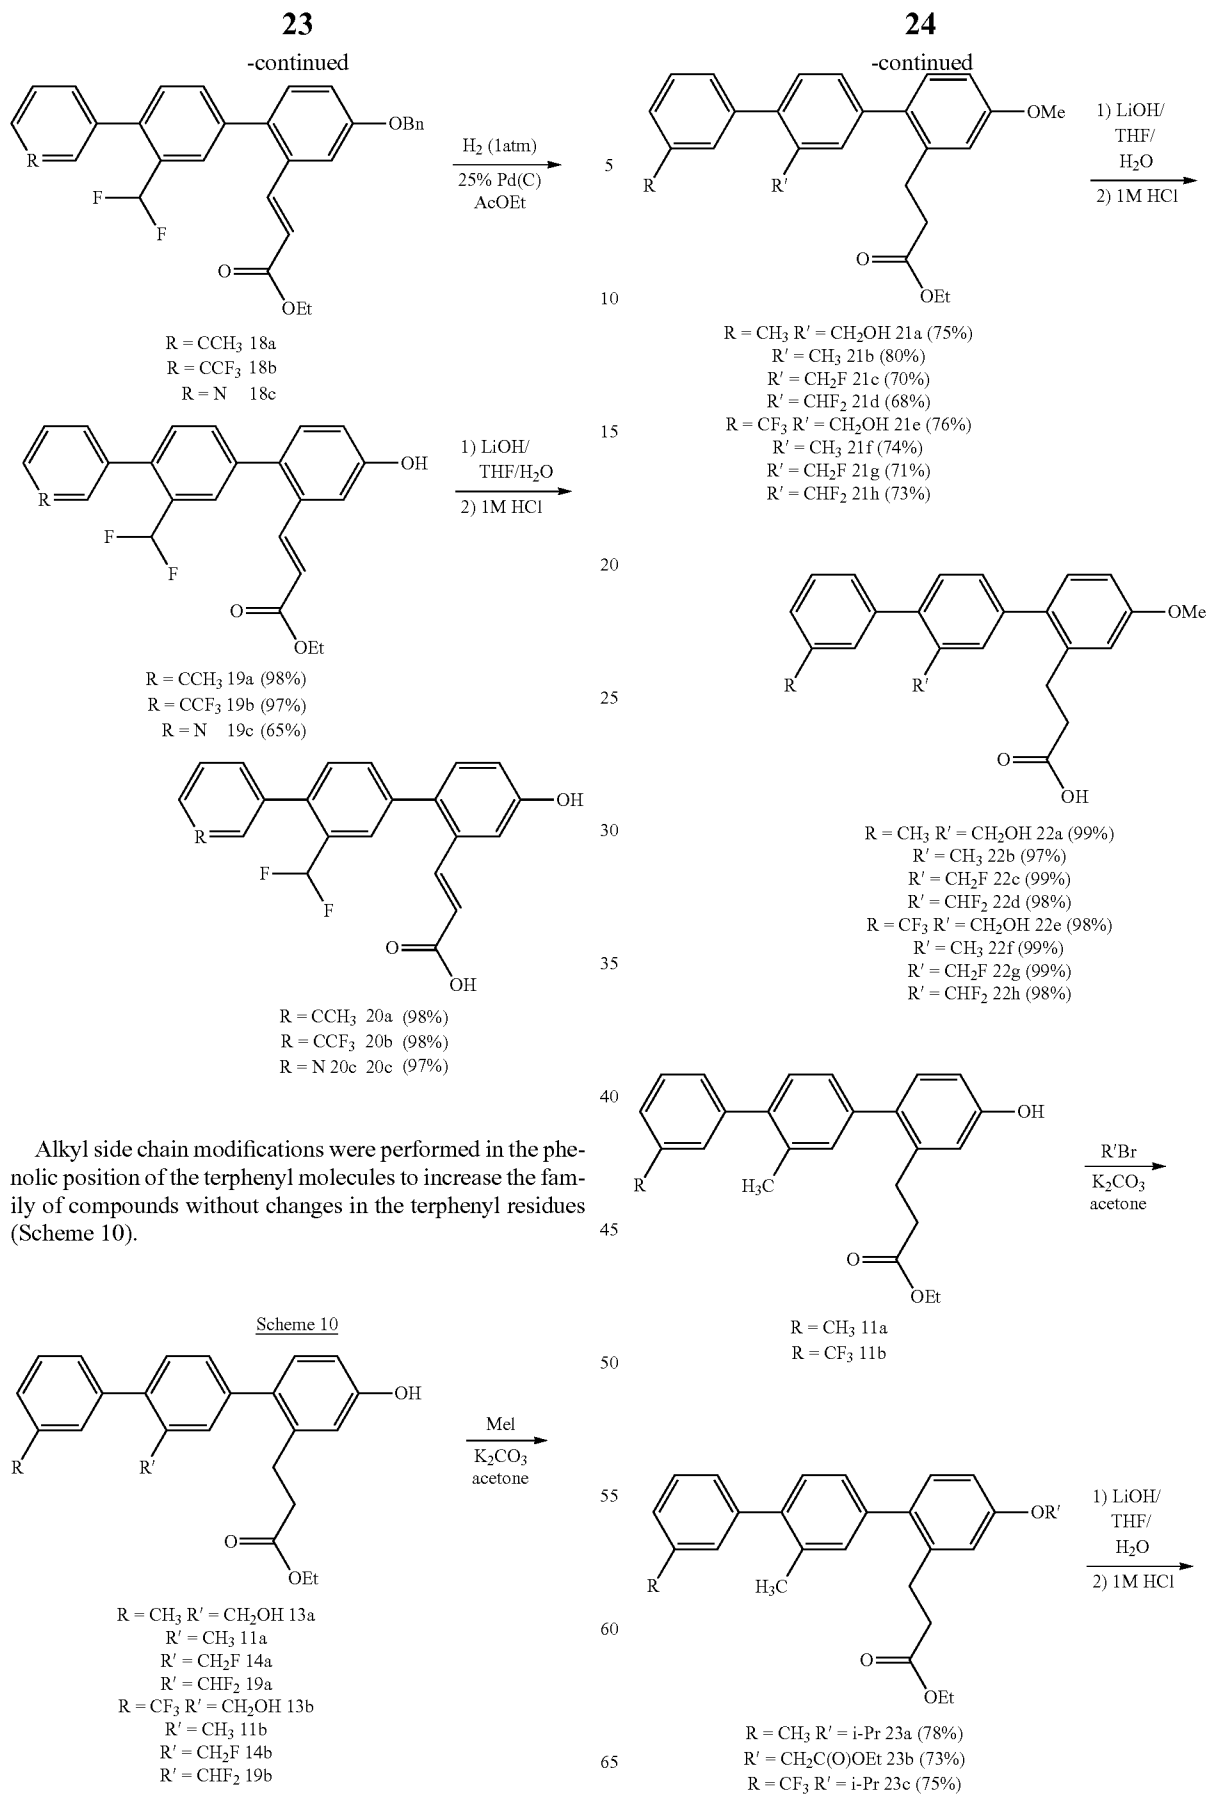 23
-continued
R
F
F
OBn
O
OEt
H2 (1atm)
25% Pd(C)
AcOEt
R = CCH3 18a
R = CCF3 18b
R = N 18c
R
F
F
OH
O
OEt
1) LiOH/
THF/H2O
2) 1M HCl
R = CCH3 19a (98%)
R = CCF3 19b (97%)
R = N 19c (65%)
R
F
F
OH
O
OH
R = CCH3 20a (98%)
R = CCF3 20b (98%)
R = N 20c 20c (97%)
Alkyl side chain modifications were performed in the phe-
nolic position of the terphenyl molecules to increase the fam-
ily of compounds without changes in the terphenyl residues
(Scheme 10).
Scheme 10
R
R′
OH
O
OEt
MeI
K2CO3
acetone
R = CH3 R′ = CH2OH 13a
R′ = CH3 11a
R′ = CH2F 14a
R′ = CHF2 19a
R = CF3 R′ = CH2OH 13b
R′ = CH3 11b
R′ = CH2F 14b
R′ = CHF2 19b
5
10
15
20
25
30
35
40
45
50
55
60
65
24
-continued
R
R′
OMe
O
OEt
1) LiOH/
THF/
H2O
2) 1M HCl
R = CH3 R′ = CH2OH 21a (75%)
R′ = CH3 21b (80%)
R′ = CH2F 21c (70%)
R′ = CHF2 21d (68%)
R = CF3 R′ = CH2OH 21e (76%)
R′ = CH3 21f (74%)
R′ = CH2F 21g (71%)
R′ = CHF2 21h (73%)
R
R′
OMe
O
OH
R = CH3 R′ = CH2OH 22a (99%)
R′ = CH3 22b (97%)
R′ = CH2F 22c (99%)
R′ = CHF2 22d (98%)
R = CF3 R′ = CH2OH 22e (98%)
R′ = CH3 22f (99%)
R′ = CH2F 22g (99%)
R′ = CHF2 22h (98%)
R
H3C
OH
O
OEt
R′Br
K2CO3
acetone
R = CH3 11a
R = CF3 11b
R
H3C
OR′
O
OEt
1) LiOH/
THF/
H2O
2) 1M HCl
R = CH3 R′ = i-Pr 23a (78%)
R′ = CH2C(O)OEt 23b (73%)
R = CF3 R′ = i-Pr 23c (75%)